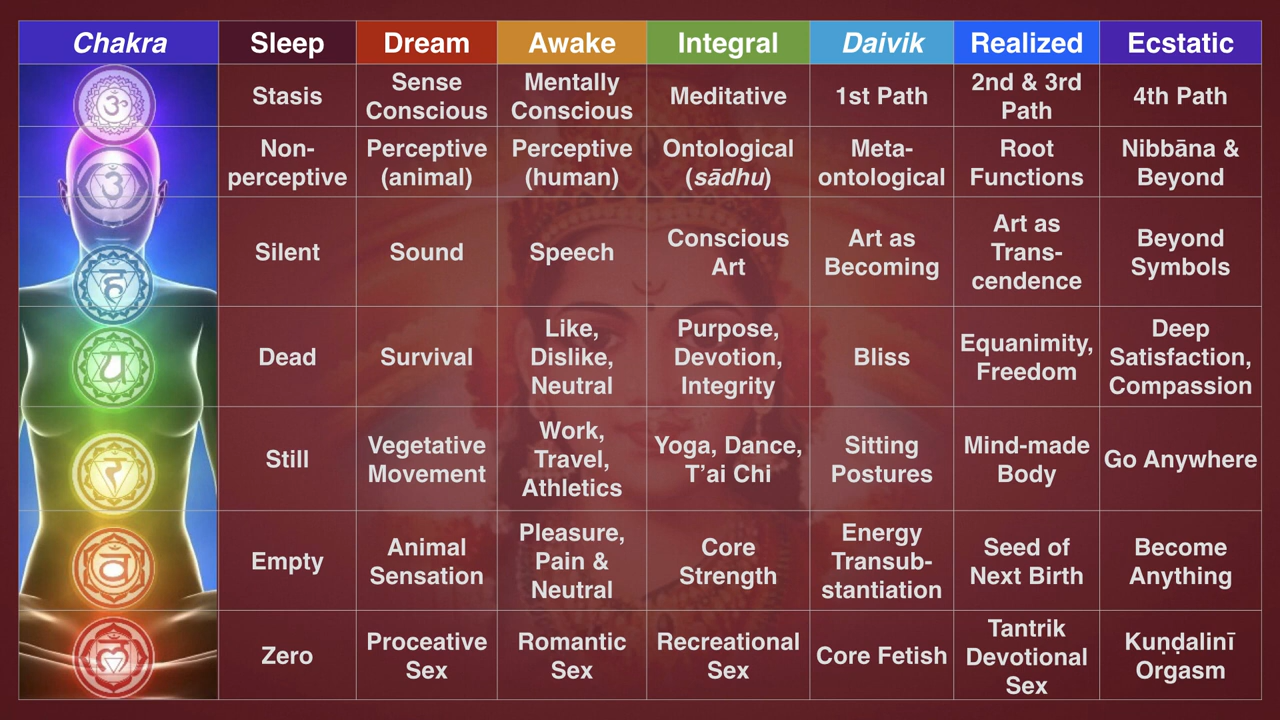 Chakra Sleep Dream Awake Integral Daivik Realized Ecstatic
ॐ
Stasis
Sense
Conscious
Mentally
Conscious
Meditative
1st Path
2nd & 3rd
Path
4th Path
Non-
perceptive
Perceptive
(animal)
Perceptive
(human)
Ontological
(sādhu)
Meta-
ontological
Root
Functions
Nibbāna &
Beyond
Silent
Sound
Speech
Conscious
Art
Art as
Becoming
Art as
Trans-
cendence
Beyond
Symbols
Dead
Survival
Like,
Dislike,
Neutral
Purpose,
Devotion,
Integrity
Bliss
Equanimity,
Freedom
Deep
Satisfaction,
Compassion
Still
Vegetative
Movement
Work,
Travel,
Athletics
Yoga, Dance,
T’ai Chi
Sitting
Postures
Mind-made
Body
Go Anywhere
Empty
Animal
Sensation
Pleasure,
Pain &
Neutral
Core
Strength
Energy
Transub-
stantiation
Seed of
Next Birth
Become
Anything
Zero
Proceative
Sex
Romantic
Sex
Recreational
Sex
Core Fetish
Tantrik
Devotional
Sex
Kuṇḍalinī
Orgasm